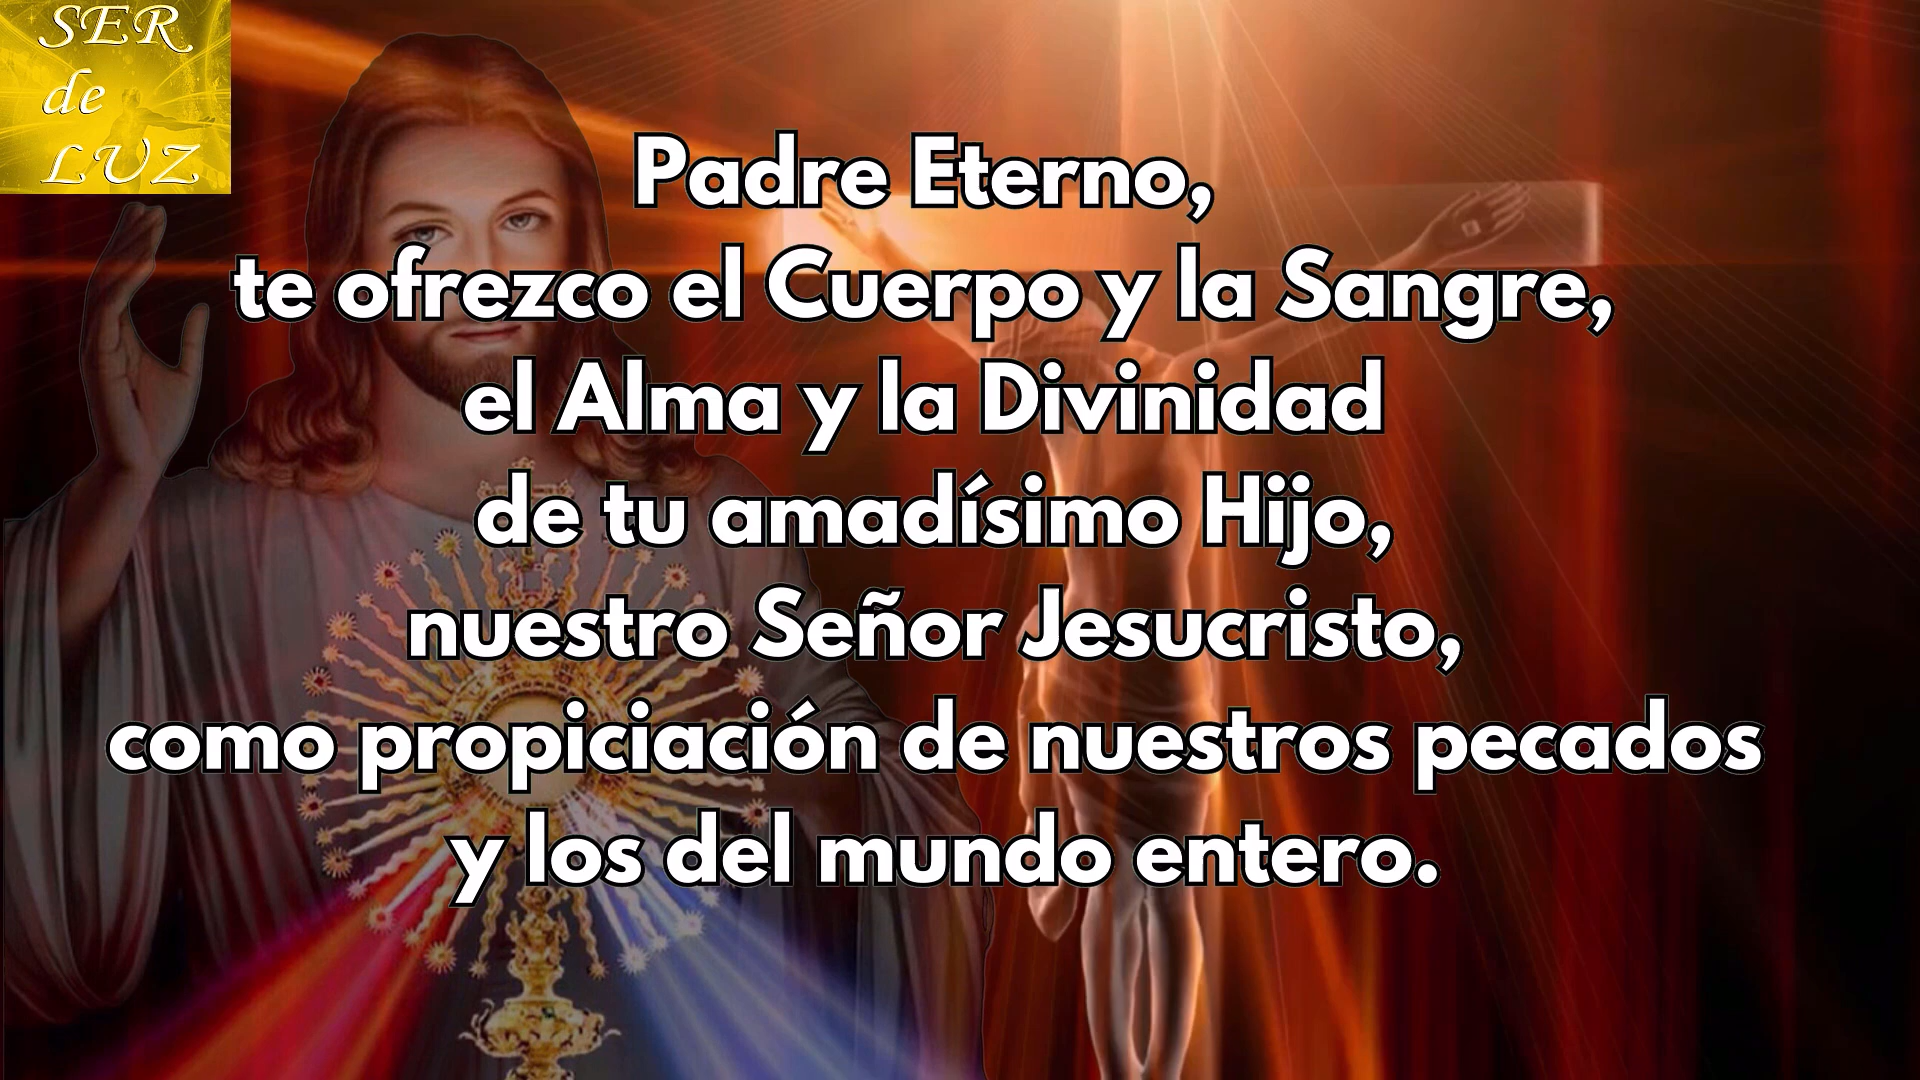 SER
de
LUZ
Padre Eterno,
te ofrezco el Cuerpo y la Sangre,
el Alma y la Divinidad
de tu amadísimo Hijo,
nuestro Señor Jesucristo,
como propiciación de nuestros pecados
y los del mundo entero.